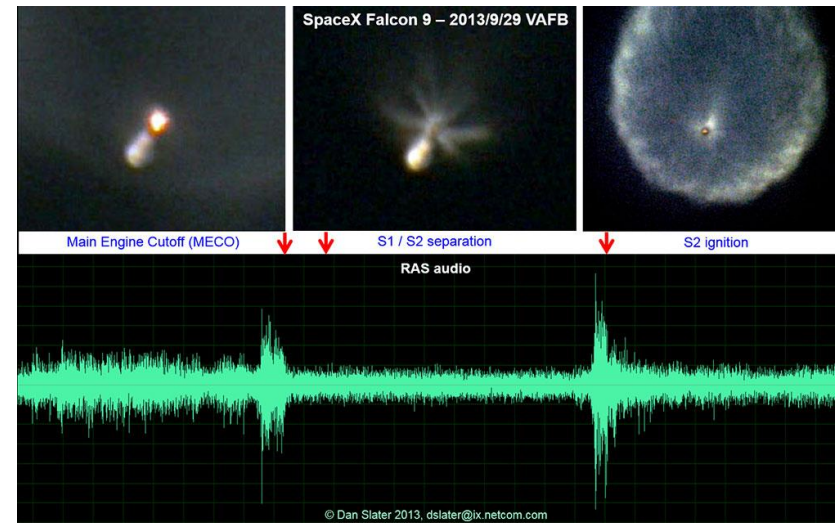 SpaceX Falcon 9 – 2013/9/29 VAFB
Main Engine Cutoff (MECO)
S1 / S2 separation
S2 ignition
RAS audio
© Dan Slater 2013, dslater@ix.netcom.com